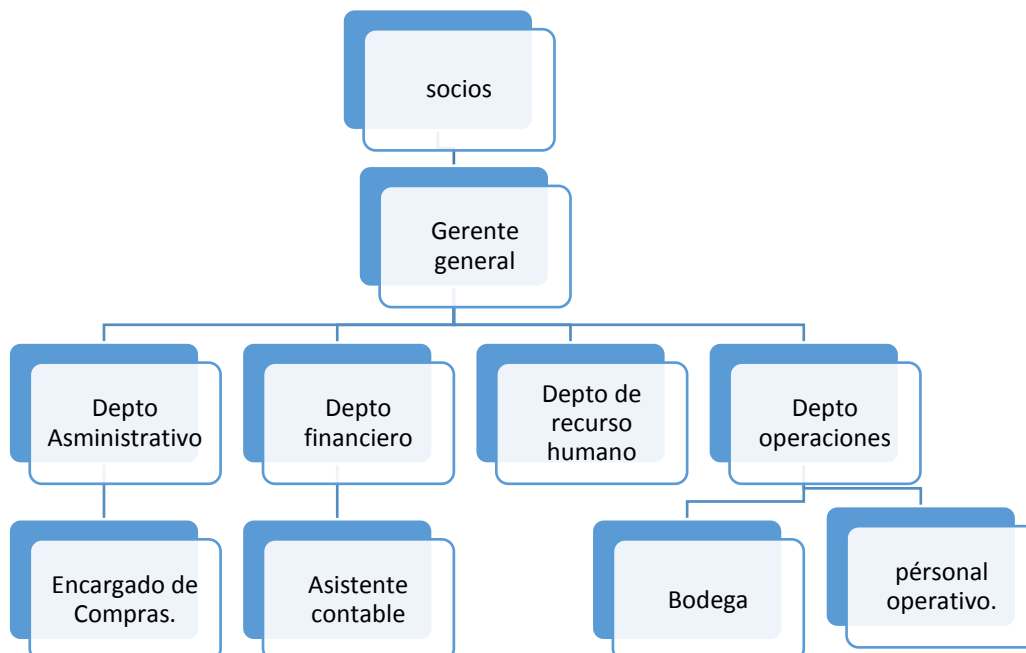 socios
Gerente
general
Depto
Asministrativo
Depto
financiero
Depto de
recurso
humano
Depto
operaciones
Encargado de
Compras.
Asistente
contable
Bodega
pérsonal
operativo.